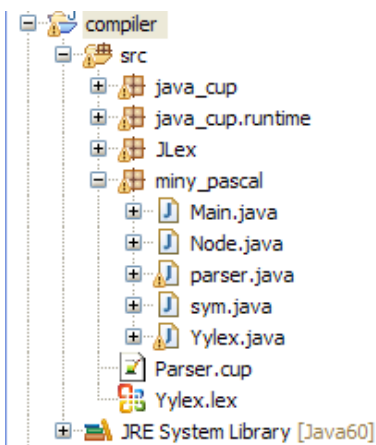 compiler
src
java_cup
java_cup.runtime
JLex
miny_pascal
Main.java
Node.java
parser.java
sym.java
Yylex.java
Parser.cup
Yylex.lex
JRE System Library [Java60]